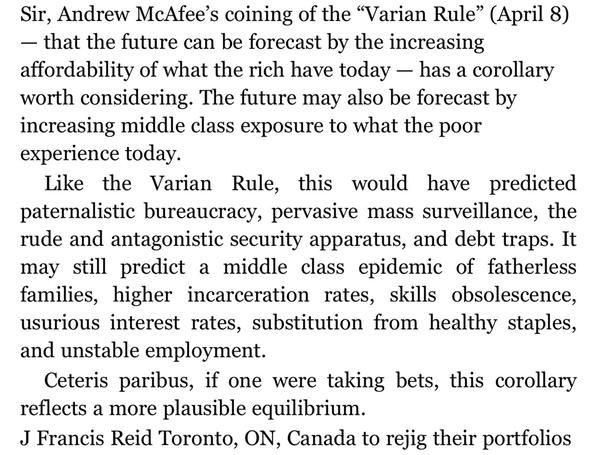 Sir, Andrew McAfee’s coining of the “Varian Rule” (April 8)
— that the future can be forecast by the increasing
affordability of what the rich have today — has a corollary
worth considering. The future may also be forecast by
increasing middle class exposure to what the poor
experience today.
Like the Varian Rule, this would have predicted
paternalistic bureaucracy, pervasive mass surveillance, the
rude and antagonistic security apparatus, and debt traps. It
may still predict a middle class epidemic of fatherless
families, higher incarceration rates, skills obsolescence,
usurious interest rates, substitution from healthy staples,
and unstable employment.
Ceteris paribus, if one were taking bets, this corollary
reflects a more plausible equilibrium.
J Francis Reid Toronto, ON, Canada to rejig their portfolios